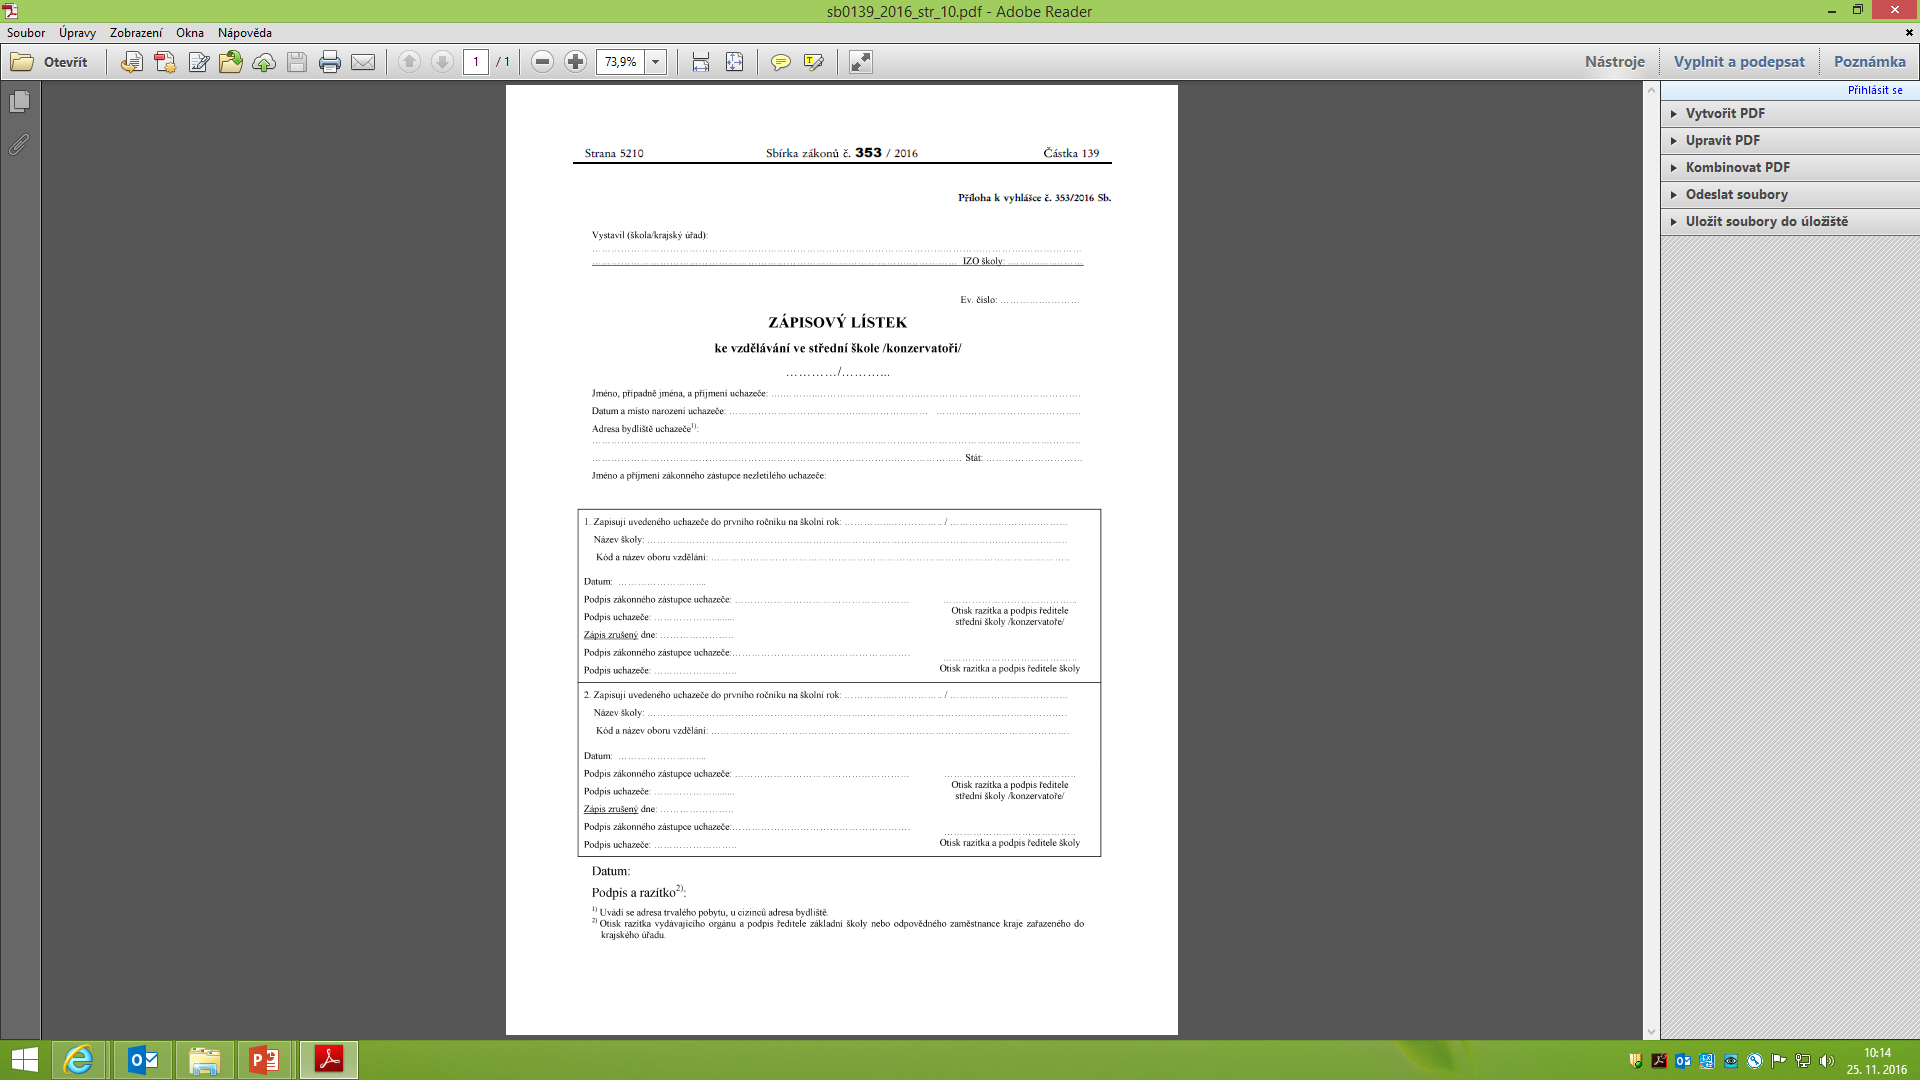 sb0139_2016_str_10.pdf - Adobe Reader
Soubor Úpravy Zobrazení Okna Nápověda
Otevřít 1 / 1 73,9% Nástroje Vyplnit a podepsat Poznámka
Přihlásit se
Vytvořit PDF
Upravit PDF
Kombinovat PDF
Odeslat soubory
Uložit soubory do úložiště
Strana 5210 Sbírka zákonů č. 353 / 2016 Částka 139
Příloha k vyhlášce č. 353/2016 Sb.
Vystavil (škola/krajský úřad):
IZO školy: ........................
Ev. číslo: ........................
ZÁPISOVÝ LÍSTEK
ke vzdělávání ve střední škole /konzervatoři/
…………/………...
Jméno, případně jména, a příjmení uchazeče: ........................
Datum a místo narození uchazeče: ........................
Adresa bydliště uchazeče1):
Stát: ........................
Jméno a příjmení zákonného zástupce nezletilého uchazeče:
1. Zapisuji uvedeného uchazeče do prvního ročníku na školní rok: ........................ / ........................
Název školy: ........................
Kód a název oboru vzdělání: ........................
Datum: ........................
Podpis zákonného zástupce uchazeče: ........................
Otisk razítka a podpis ředitele
Podpis uchazeče: ........................
střední školy /konzervatoře/
Zápis zrušený dne: ........................
Podpis zákonného zástupce uchazeče:........................
Podpis uchazeče: ........................ Otisk razítka a podpis ředitele školy
2. Zapisuji uvedeného uchazeče do prvního ročníku na školní rok: ........................ / ........................
Název školy: ........................
Kód a název oboru vzdělání: ........................
Datum: ........................
Podpis zákonného zástupce uchazeče: ........................
Otisk razítka a podpis ředitele
Podpis uchazeče: ........................
střední školy /konzervatoře/
Zápis zrušený dne: ........................
Podpis zákonného zástupce uchazeče:........................
Podpis uchazeče: ........................ Otisk razítka a podpis ředitele školy
Datum:
Podpis a razítko2):
1) Uvádí se adresa trvalého pobytu, u cizinců adresa bydliště.
2) Otisk razítka vydávajícího orgánu a podpis ředitele základní školy nebo odpovědného zaměstnance kraje zařazeného do
krajského úřadu.
10:14
25. 11. 2016